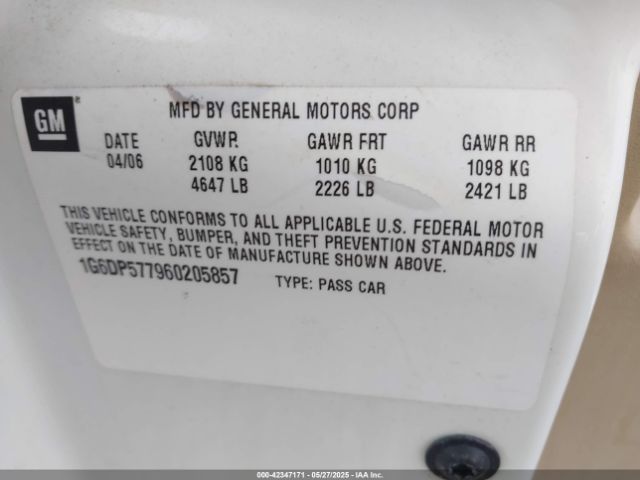 GM
MFD BY GENERAL MOTORS CORP
DATE GVWR GAWR FRT GAWR RR
04/06 2108 KG 1010 KG 1098 KG
4647 LB 2226 LB 2421 LB
THIS VEHICLE CONFORMS TO ALL APPLICABLE U.S. FEDERAL MOTOR
VEHICLE SAFETY, BUMPER, AND THEFT PREVENTION STANDARDS IN
EFFECT ON THE DATE OF MANUFACTURE SHOWN ABOVE.
1G6DP577960205857 TYPE: PASS CAR
000-42347171 - 05/27/2025 - IAA Inc.